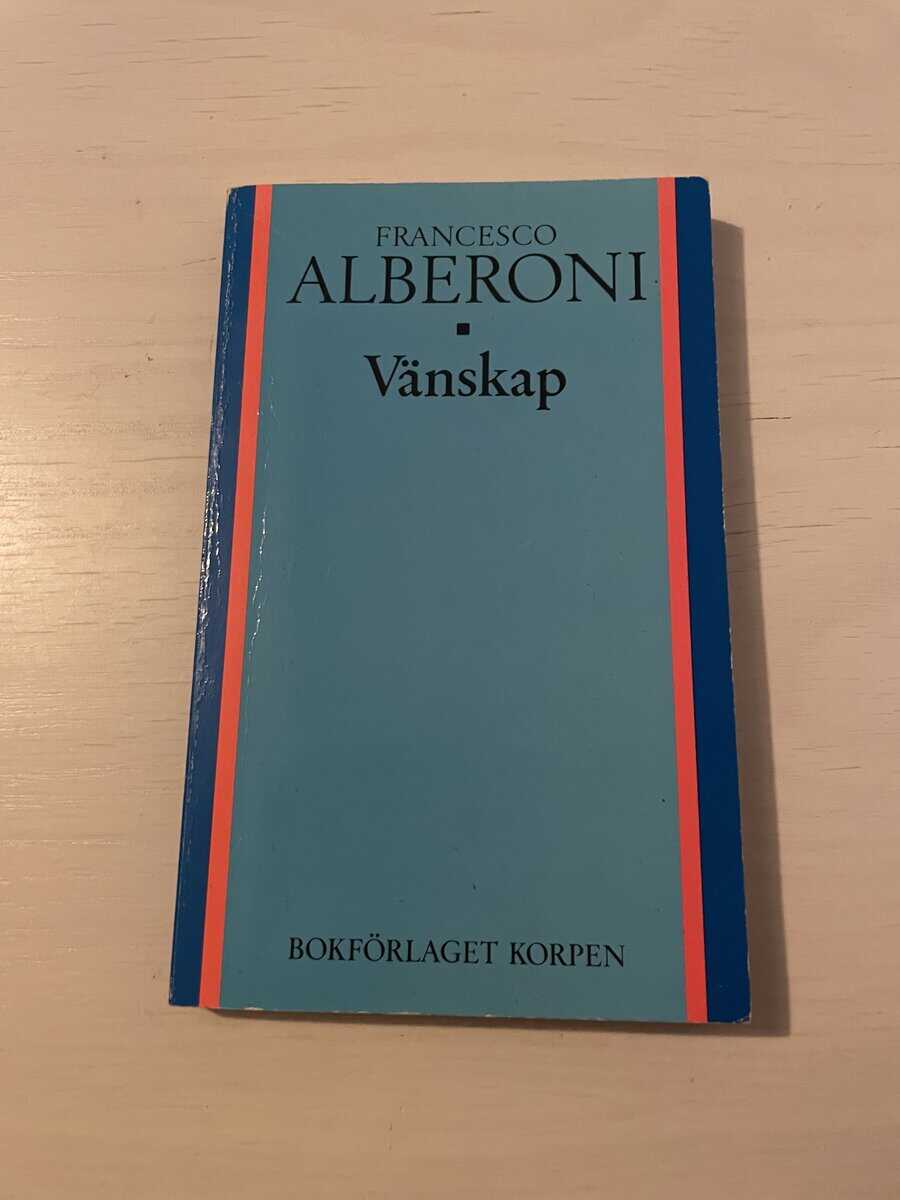 FRANCESCO
ALBERONI
Vänskap
BOKFÖRLAGET KORPEN